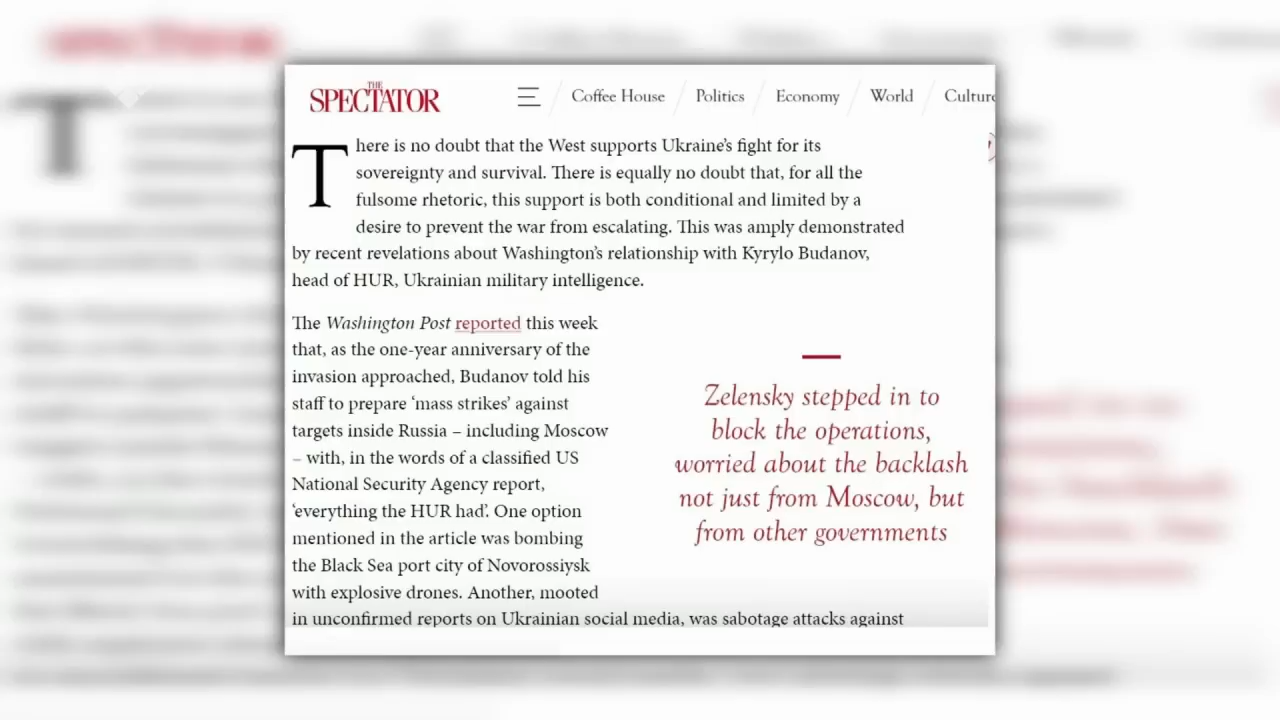 THE
SPECTATOR
Coffee House
Politics
Economy
World
Culture
There is no doubt that the West supports Ukraine’s fight for its
sovereignty and survival. There is equally no doubt that, for all the
fulsome rhetoric, this support is both conditional and limited by a
desire to prevent the war from escalating. This was amply demonstrated
by recent revelations about Washington’s relationship with Kyrylo Budanov,
head of HUR, Ukrainian military intelligence.
The Washington Post reported this week
that, as the one-year anniversary of the
invasion approached, Budanov told his
staff to prepare ‘mass strikes’ against
targets inside Russia – including Moscow
– with, in the words of a classified US
National Security Agency report,
‘everything the HUR had’. One option
mentioned in the article was bombing
the Black Sea port city of Novorossiysk
with explosive drones. Another, mooted
in unconfirmed reports on Ukrainian social media, was sabotage attacks against
Zelensky stepped in to
block the operations,
worried about the backlash
not just from Moscow, but
from other governments